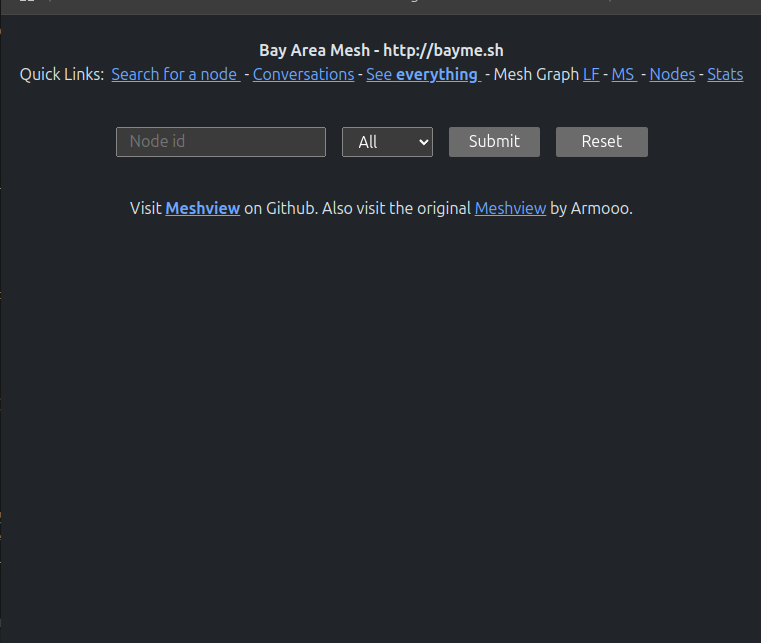 Bay Area Mesh - http://bayme.sh
Quick Links: Search for a node - Conversations - See everything - Mesh Graph LF - MS - Nodes - Stats
Node id All Submit Reset
Visit Meshview on Github. Also visit the original Meshview by Armooo.